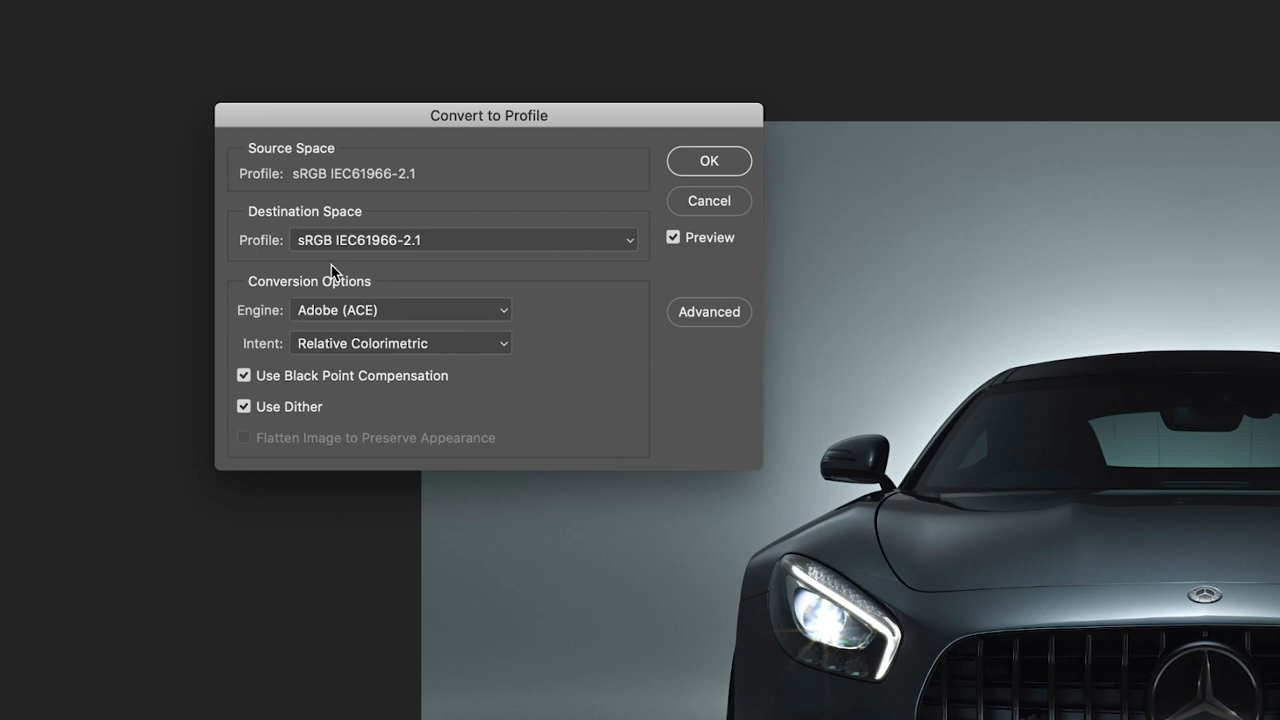 Convert to Profile
Source Space
Profile: sRGB IEC61966-2.1
Destination Space
Profile: sRGB IEC61966-2.1
Conversion Options
Engine: Adobe (ACE)
Intent: Relative Colorimetric
Use Black Point Compensation
Use Dither
Flatten Image to Preserve Appearance
OK
Cancel
Preview
Advanced